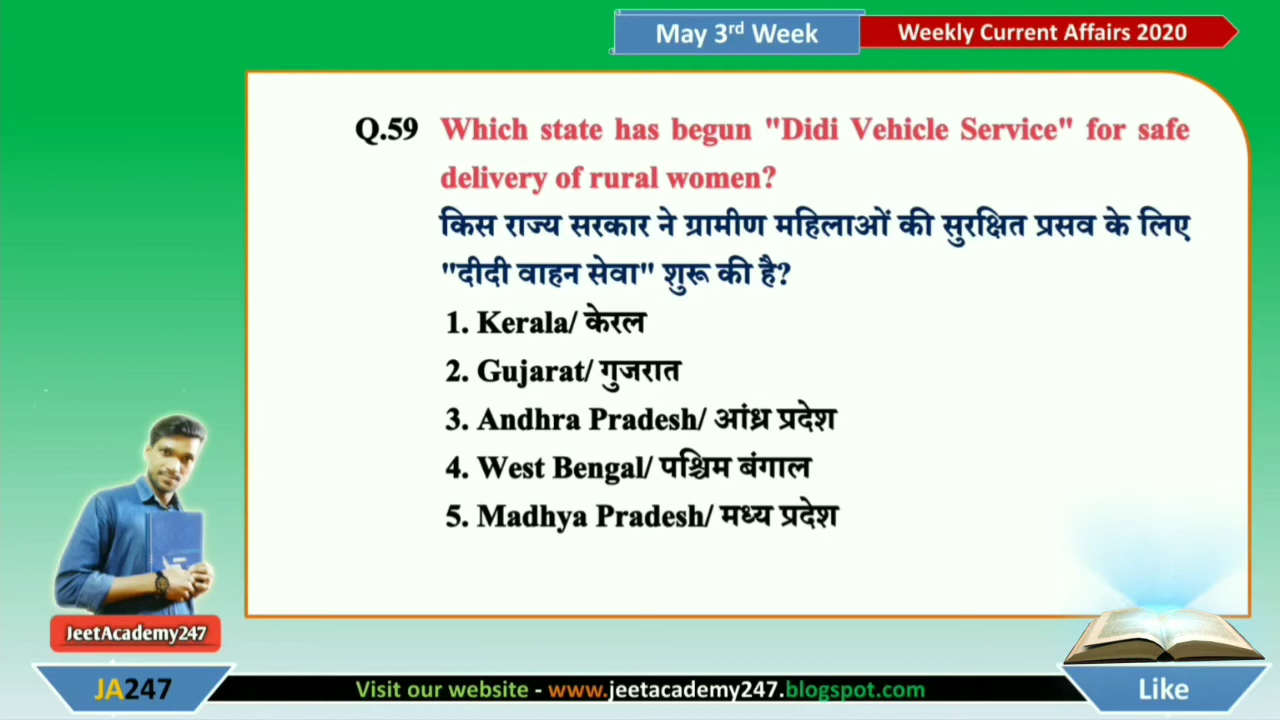 May 3rd Week
Weekly Current Affairs 2020
Q.59 Which state has begun "Didi Vehicle Service" for safe
delivery of rural women?
किस राज्य सरकार ने ग्रामीण महिलाओं की सुरक्षित प्रसव के लिए
"दीदी वाहन सेवा" शुरू की है?
1. Kerala/ केरल
2. Gujarat/ गुजरात
3. Andhra Pradesh/ आंध्र प्रदेश
4. West Bengal/ पश्चिम बंगाल
5. Madhya Pradesh/ मध्य प्रदेश
JeetAcademy247
JA247
Visit our website - www.jeetacademy247.blogspot.com
Like